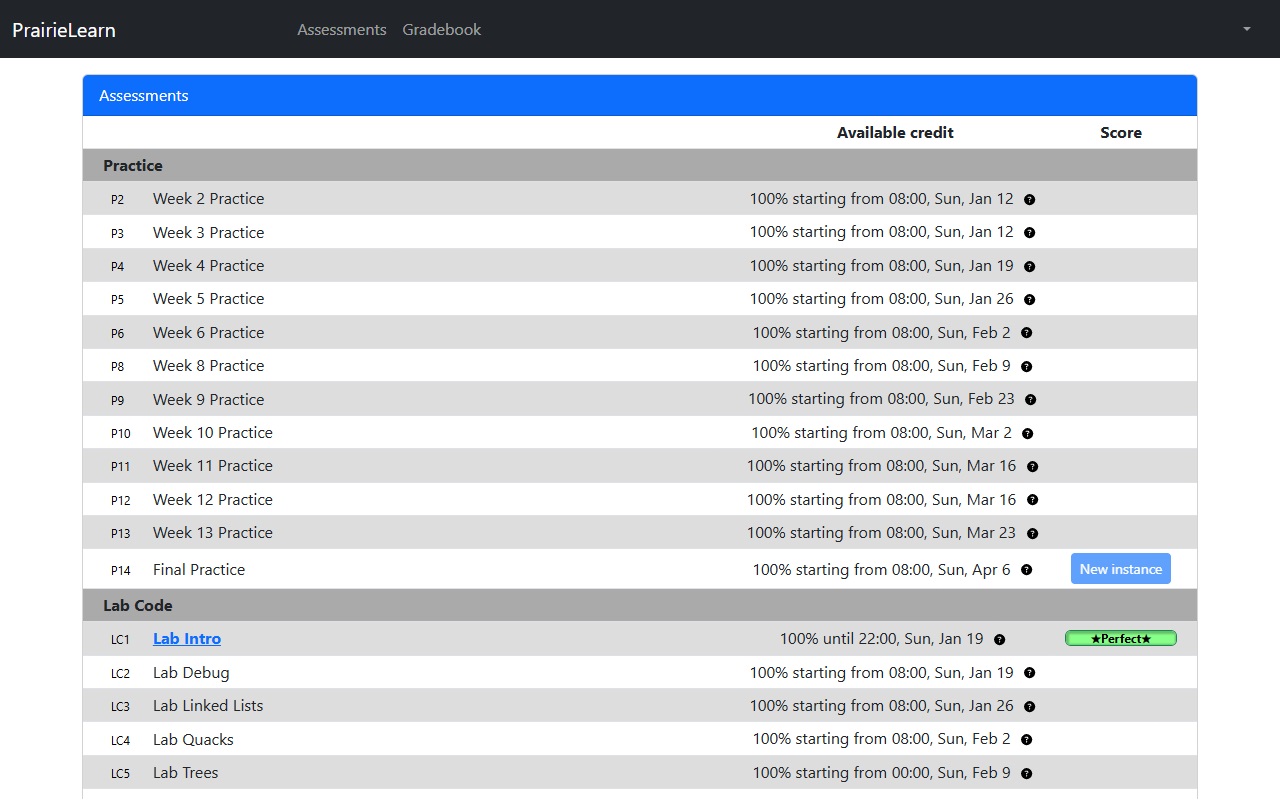 PrairieLearn Assessments Gradebook
Assessments
Available credit Score
Practice
P2 Week 2 Practice 100% starting from 08:00, Sun, Jan 12
P3 Week 3 Practice 100% starting from 08:00, Sun, Jan 12
P4 Week 4 Practice 100% starting from 08:00, Sun, Jan 19
P5 Week 5 Practice 100% starting from 08:00, Sun, Jan 26
P6 Week 6 Practice 100% starting from 08:00, Sun, Feb 2
P8 Week 8 Practice 100% starting from 08:00, Sun, Feb 9
P9 Week 9 Practice 100% starting from 08:00, Sun, Feb 23
P10 Week 10 Practice 100% starting from 08:00, Sun, Mar 2
P11 Week 11 Practice 100% starting from 08:00, Sun, Mar 16
P12 Week 12 Practice 100% starting from 08:00, Sun, Mar 16
P13 Week 13 Practice 100% starting from 08:00, Sun, Mar 23
P14 Final Practice 100% starting from 08:00, Sun, Apr 6 New instance
Lab Code
LC1 Lab Intro 100% until 22:00, Sun, Jan 19 ★Perfect★
LC2 Lab Debug 100% starting from 08:00, Sun, Jan 19
LC3 Lab Linked Lists 100% starting from 08:00, Sun, Jan 26
LC4 Lab Quacks 100% starting from 08:00, Sun, Feb 2
LC5 Lab Trees 100% starting from 00:00, Sun, Feb 9